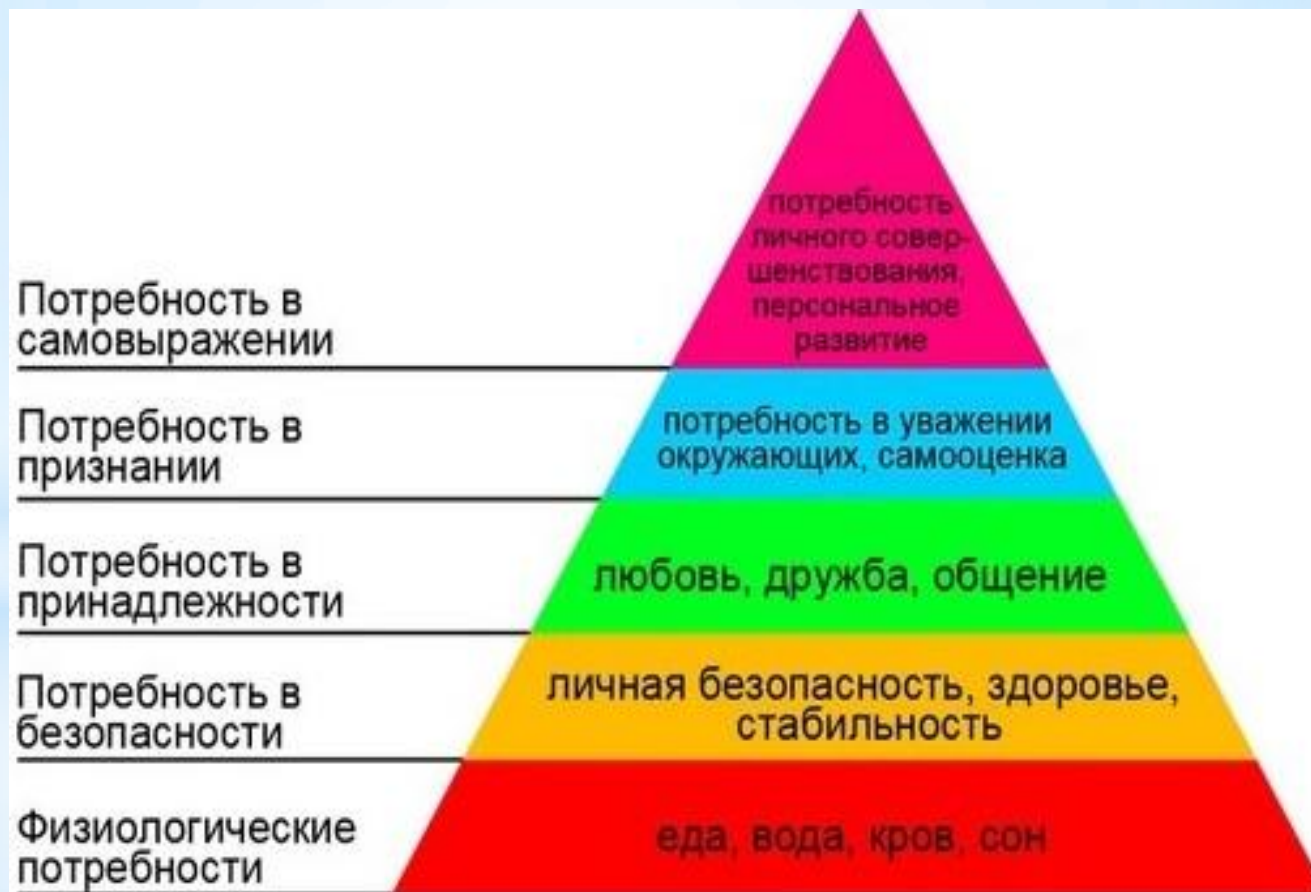 потребность
личного совер-
шенствования,
персональное
развитие
Потребность в
самовыражении
потребность в уважении
окружающих, самооценка
Потребность в
признании
любовь, дружба, общение
Потребность в
принадлежности
личная безопасность, здоровье,
стабильность
Потребность в
безопасности
еда, вода, кров, сон
Физиологические
потребности